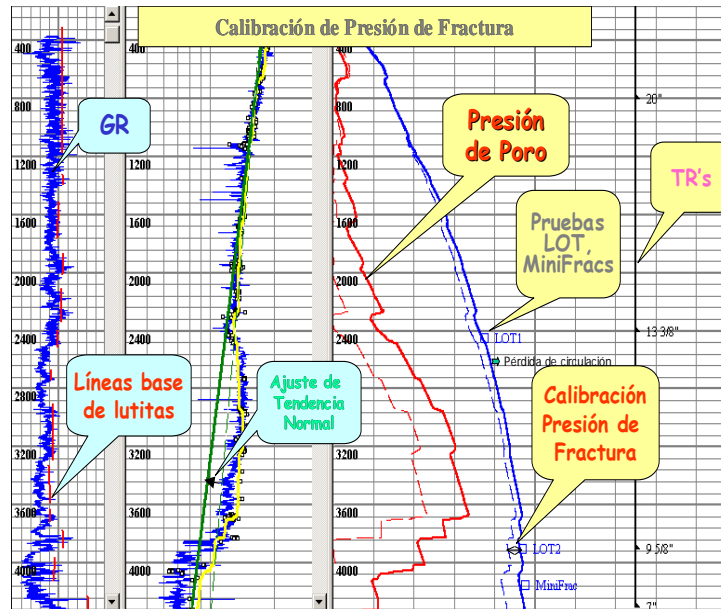 Calibración de Presión de Fractura
400
800
1200
1600
2000
2400
2800
3200
3600
4000
GR
Líneas base
de lutitas
400
800
1200
1600
2000
2400
2800
3200
3600
4000
Ajuste de
Tendencia
Normal
400
800
1200
1600
2000
2400
2800
3200
3600
4000
Presión
de Poro
Pruebas
LOT,
MiniFracs
LOT1
Pérdida de circulación
Calibración
Presión de
Fractura
LOT2
MiniFrac
TR's
20"
13 3/8"
9 5/8"
7"